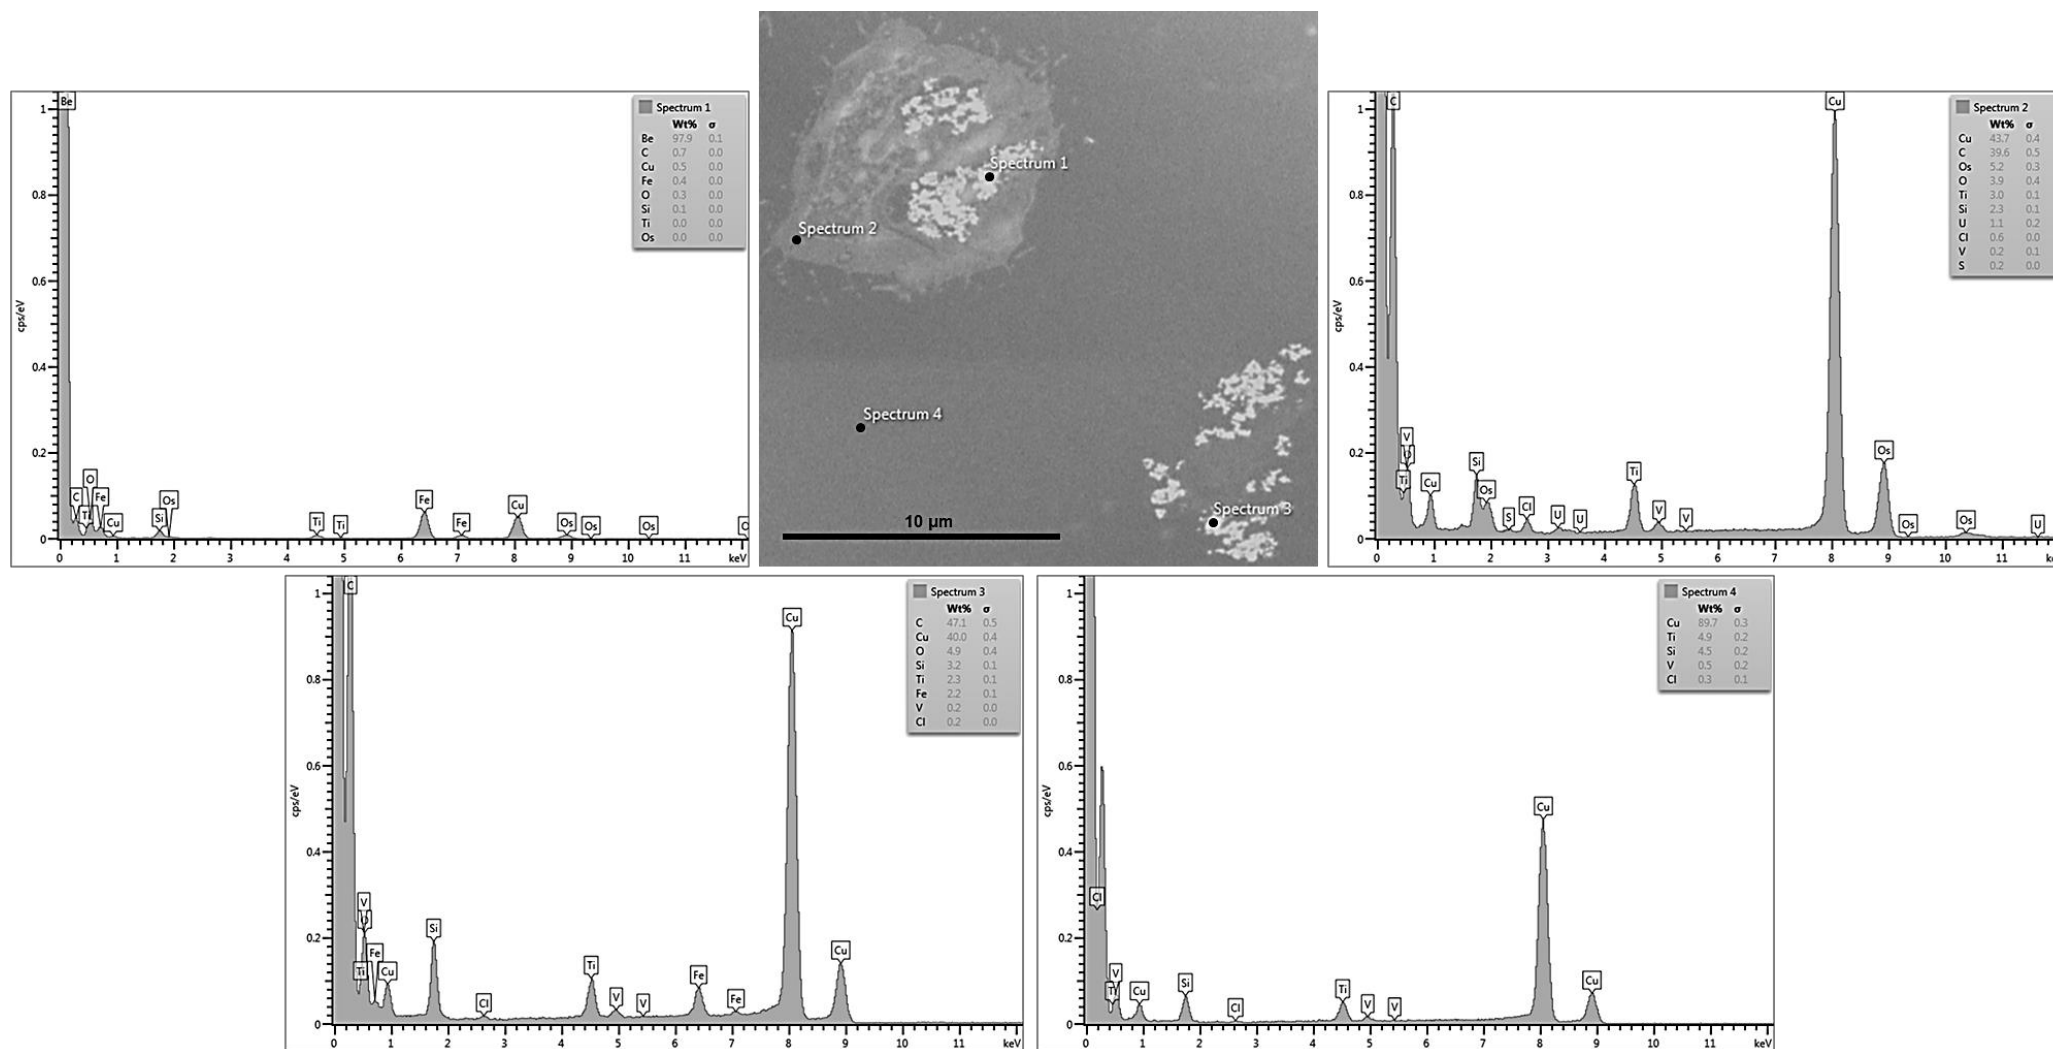 Spectrum 1
Wt% σ
Be 97.9 0.1
C 0.7 0.0
Cu 0.5 0.0
Fe 0.4 0.0
O 0.3 0.0
Si 0.1 0.0
Ti 0.0 0.0
Os 0.0 0.0
Be
1
0.8
0.6
0.4
0.2
0
cps/eV
C O Ti Fe Cu Si Os Ti Ti Fe Fe Cu Os Os Os
0 1 2 3 4 5 6 7 8 9 10 11 keV
Spectrum 1
Spectrum 2
Spectrum 4
Spectrum 3
10 µm
Spectrum 2
Wt% σ
Cu 43.7 0.4
C 39.6 0.5
Os 5.2 0.3
O 3.9 0.4
Ti 3.0 0.1
Si 2.3 0.1
U 1.1 0.2
Cl 0.6 0.0
V 0.2 0.1
S 0.2 0.0
1
0.8
0.6
0.4
0.2
0
cps/eV
C Ti V Cu Si Os S Cl U U Ti V V Cu Os Os Os U
0 1 2 3 4 5 6 7 8 9 10 11
Spectrum 3
Wt% σ
C 47.1 0.5
Cu 40.0 0.4
O 4.9 0.4
Si 3.2 0.1
Ti 2.3 0.1
Fe 2.2 0.1
V 0.2 0.0
Cl 0.2 0.0
1
0.8
0.6
0.4
0.2
0
cps/eV
C Ti V Fe Cu Si Cl Ti V V Fe Fe Cu Cu
0 1 2 3 4 5 6 7 8 9 10 11 keV
Spectrum 4
Wt% σ
Cu 89.7 0.3
Ti 4.9 0.2
Si 4.5 0.2
V 0.5 0.2
Cl 0.3 0.1
1
0.8
0.6
0.4
0.2
0
cps/eV
Cl V Cu Si Cl Ti V V Cu Cu
0 1 2 3 4 5 6 7 8 9 10 11 keV